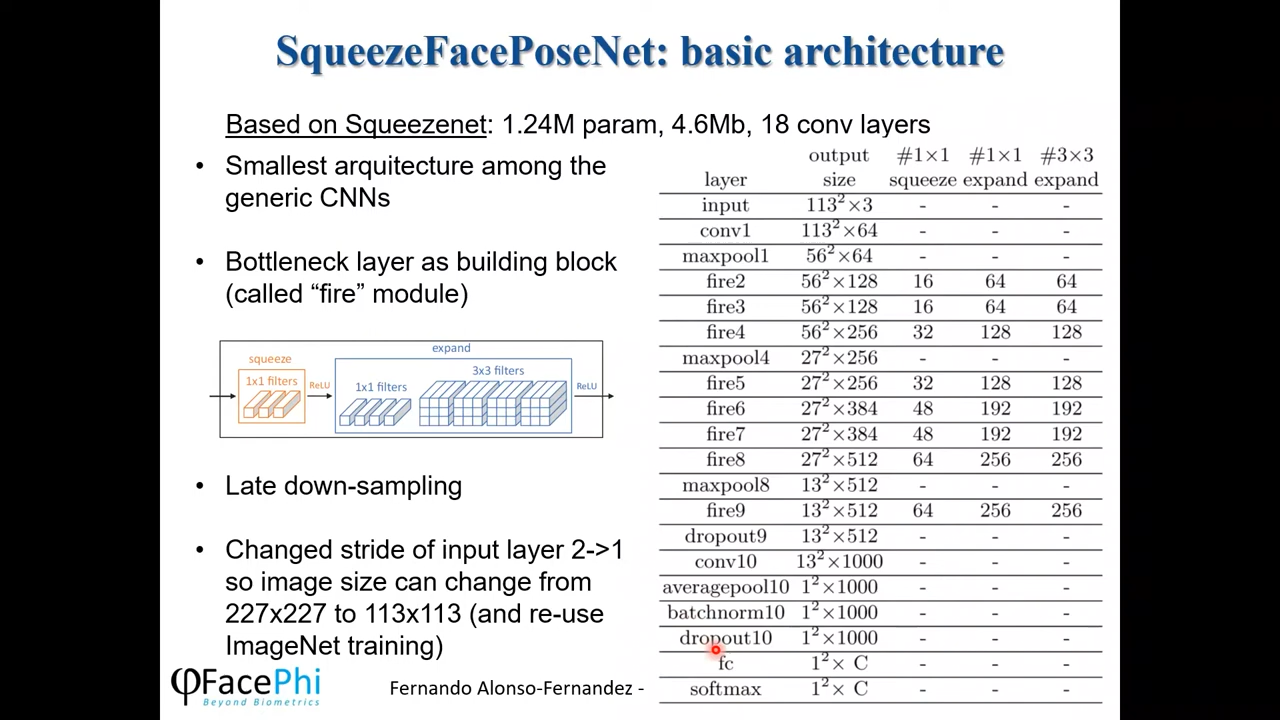 SqueezeFacePoseNet: basic architecture
Based on Squeezenet: 1.24M param, 4.6Mb, 18 conv layers
• Smallest arquitecture among the
generic CNNs
• Bottleneck layer as building block
(called “fire” module)
squeeze
1x1 filters
ReLU
expand
1x1 filters
3x3 filters
ReLU
• Late down-sampling
• Changed stride of input layer 2->1
so image size can change from
227x227 to 113x113 (and re-use
ImageNet training)
output #1×1 #1×1 #3×3
layer size squeeze expand expand
input 113²×3 - - -
conv1 113²×64 - - -
maxpool1 56²×64 - - -
fire2 56²×128 16 64 64
fire3 56²×128 16 64 64
fire4 56²×256 32 128 128
maxpool4 27²×256 - - -
fire5 27²×256 32 128 128
fire6 27²×384 48 192 192
fire7 27²×384 48 192 192
fire8 27²×512 64 256 256
maxpool8 13²×512 - - -
fire9 13²×512 64 256 256
dropout9 13²×512 - - -
conv10 13²×1000 - - -
averagepool10 1²×1000 - - -
batchnorm10 1²×1000 - - -
dropout10 1²×1000 - - -
fc 1²× C - - -
softmax 1²× C - - -
φFacePhi
Beyond Biometrics
Fernando Alonso-Fernandez -